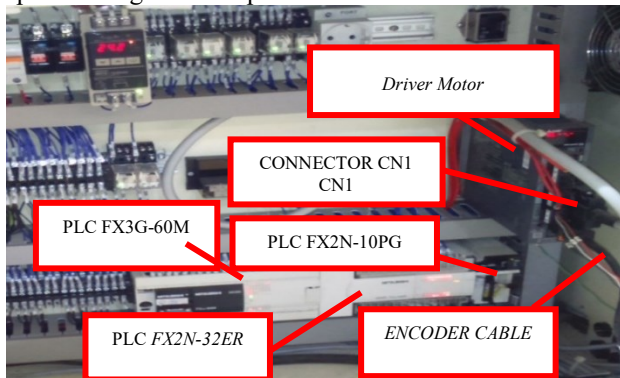 Driver Motor
CONNECTOR CN1
CN1
PLC FX3G-60M
PLC FX2N-10PG
PLC FX2N-32ER
ENCODER CABLE